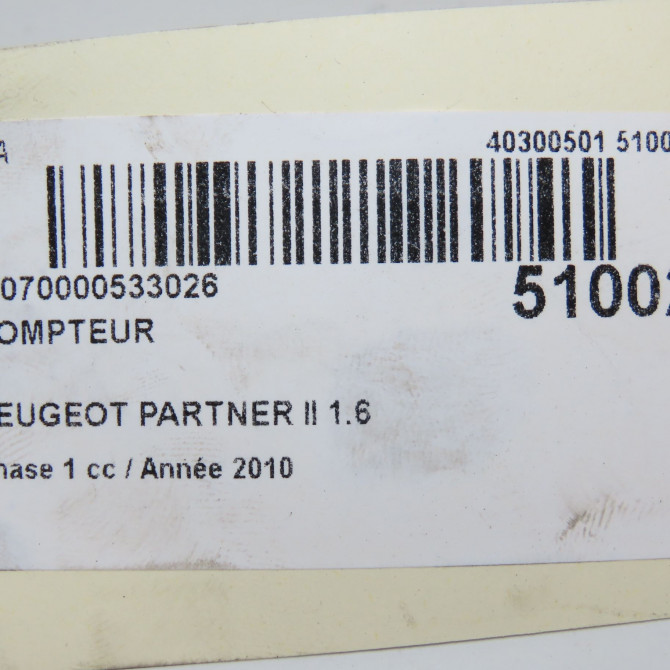 A 40300501 5100
070000533026 5100
OMPTEUR
EUGEOT PARTNER II 1.6
hase 1 cc / Année 2010